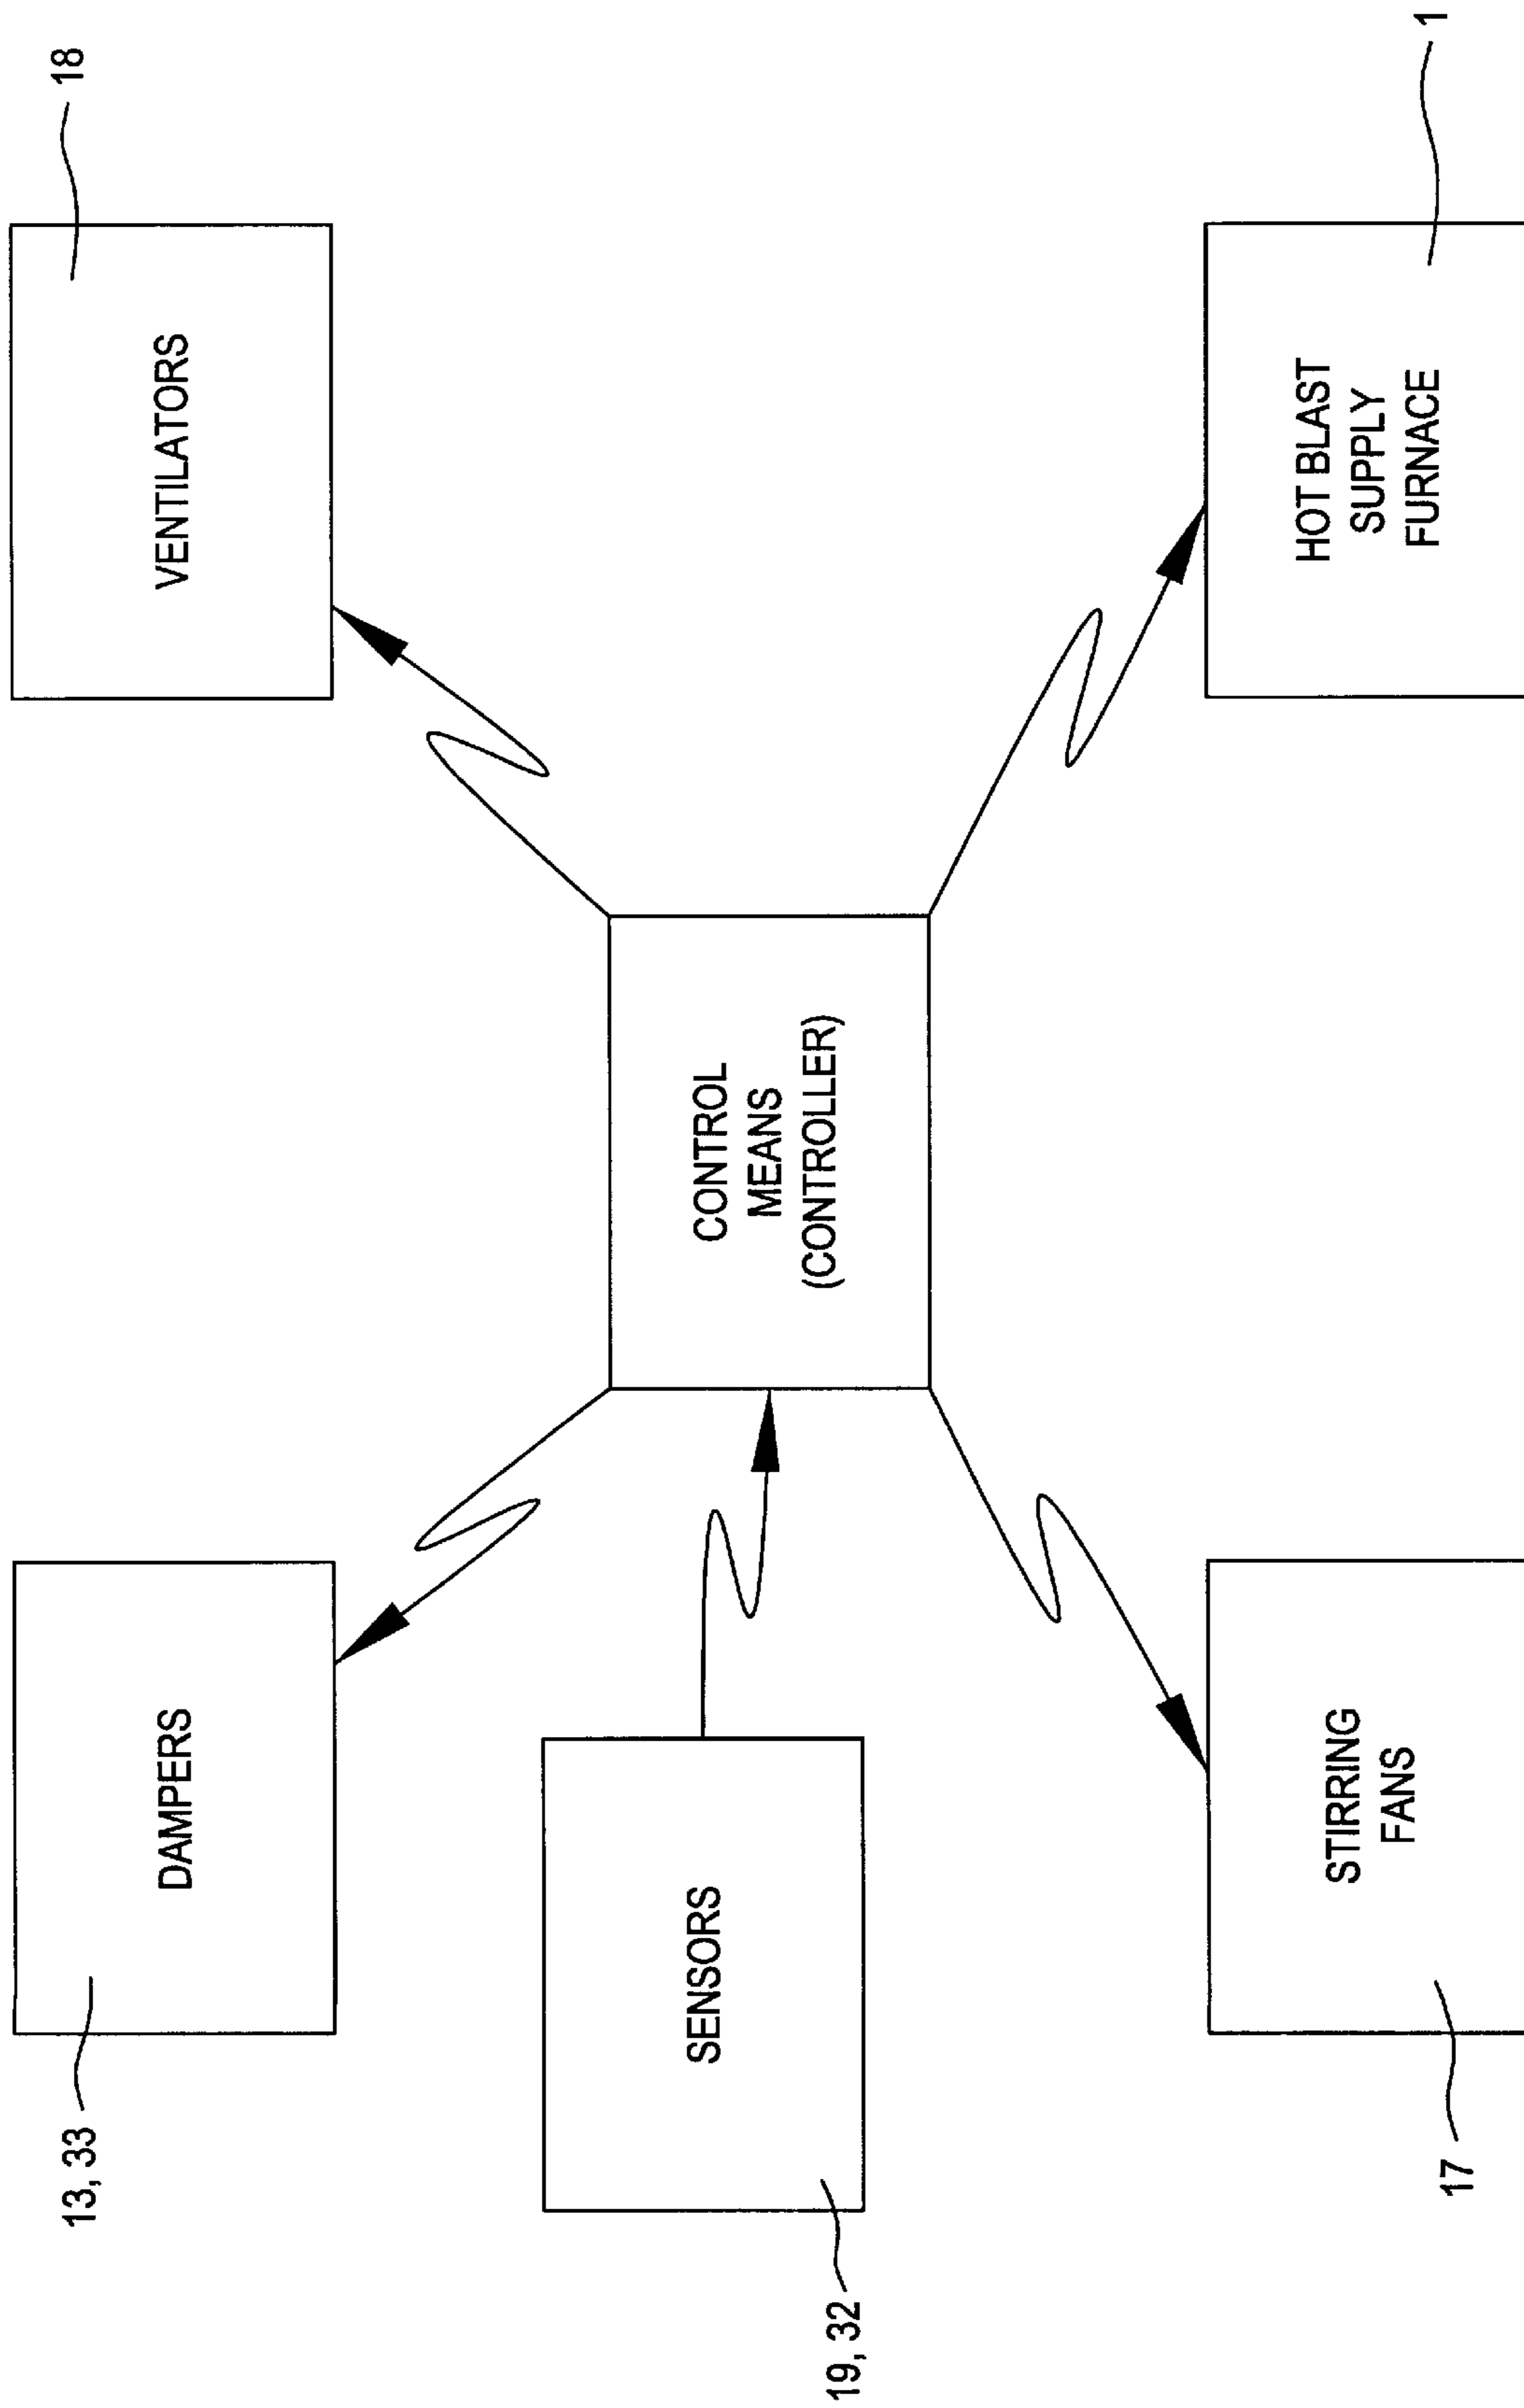 13, 33
DAMPERS
VENTILATORS
18
19, 32
SENSORS
CONTROL
MEANS
(CONTROLLER)
17
STIRRING
FANS
HOT BLAST
SUPPLY
FURNACE
1